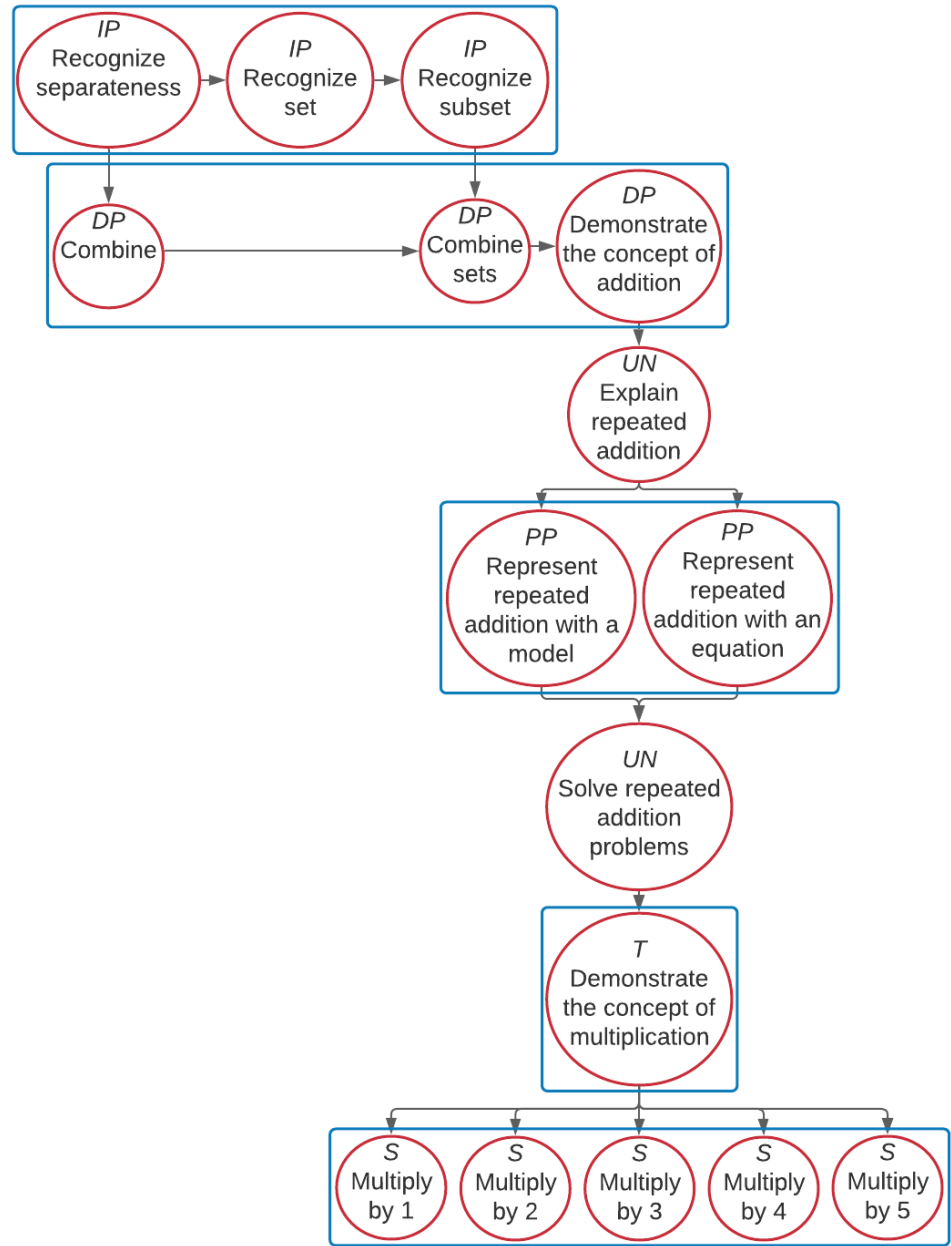 IP
Recognize
separateness
IP
Recognize
set
IP
Recognize
subset
DP
Combine
DP
Combine
sets
DP
Demonstrate
the concept of
addition
UN
Explain
repeated
addition
PP
Represent
repeated
addition with a
model
PP
Represent
repeated
addition with an
equation
UN
Solve repeated
addition
problems
T
Demonstrate
the concept of
multiplication
S
Multiply
by 1
S
Multiply
by 2
S
Multiply
by 3
S
Multiply
by 4
S
Multiply
by 5